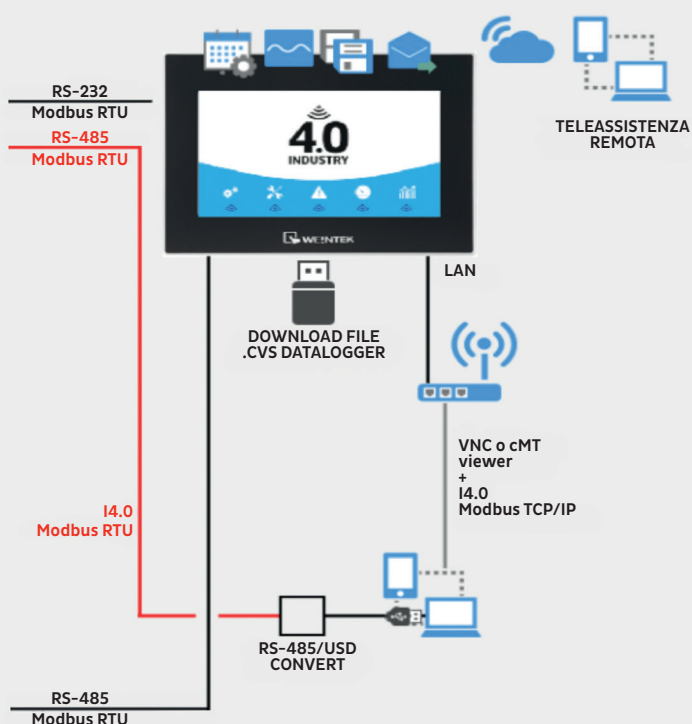 RS-232
Modbus RTU
RS-485
Modbus RTU
4.0
INDUSTRY
WEINTEK
TELEASSISTENZA
REMOTA
LAN
DOWNLOAD FILE
.CVS DATALOGGER
VNC o cMT
viewer
+
I4.0
Modbus TCP/IP
I4.0
Modbus RTU
RS-485/USD
CONVERT
RS-485
Modbus RTU